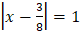 |x − 3/8| = 1